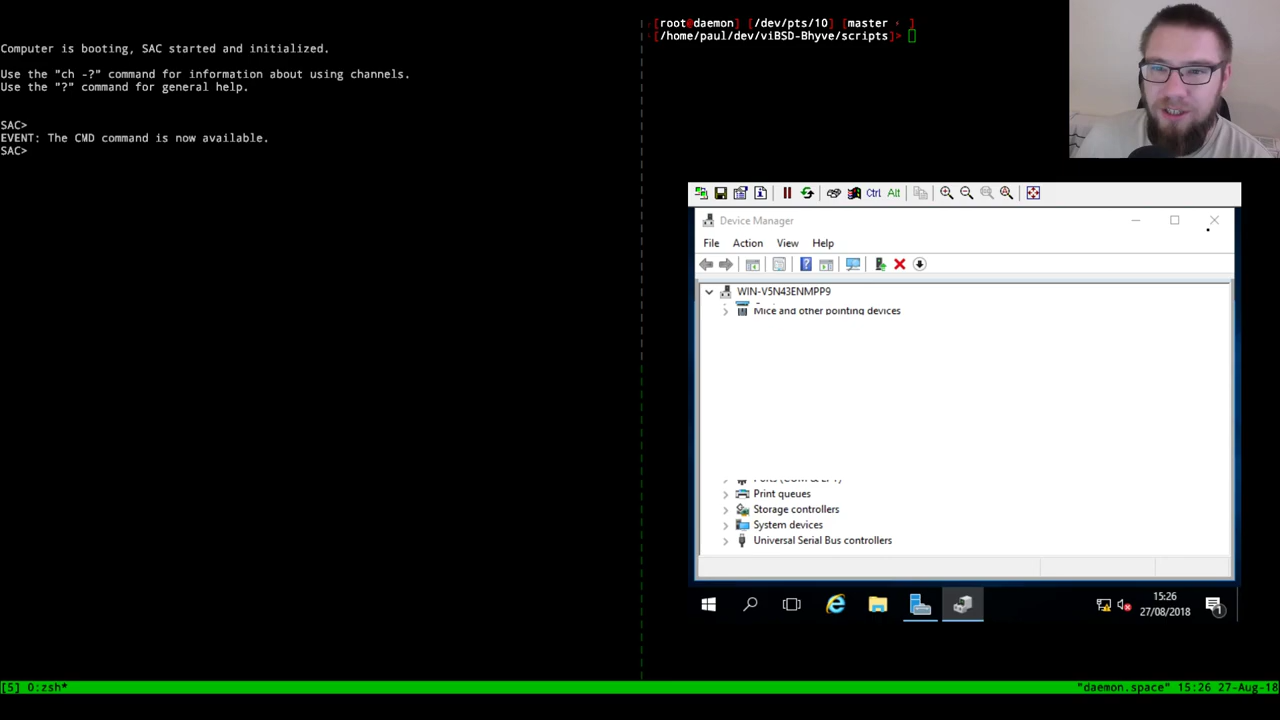 Computer is booting, SAC started and initialized.
Use the "ch -?" command for information about using channels.
Use the "?" command for general help.
SAC>
EVENT: The CMD command is now available.
SAC>
[root@daemon] [/dev/pts/10] [master ⚡ ]
[/home/paul/dev/viBSD-Bhyve/scripts]>
Ctrl Alt
Device Manager
File Action View Help
WIN-V5N43ENMPP9
Mice and other pointing devices
Ports (COM & LPT)
Print queues
Storage controllers
System devices
Universal Serial Bus controllers
15:26
27/08/2018
1
[5] 0:zsh*
"daemon.space" 15:26 27-Aug-18